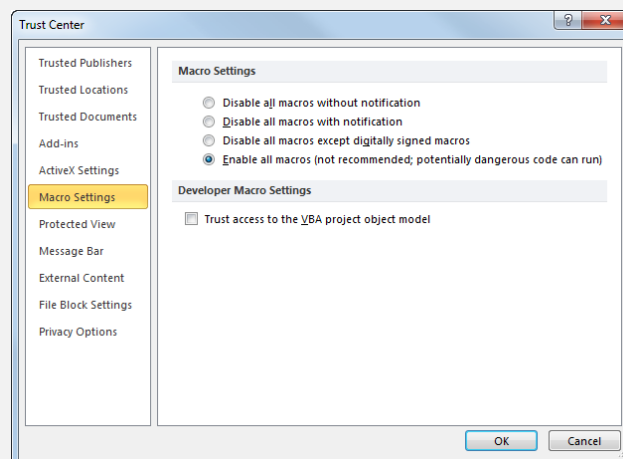 Trust Center
Trusted Publishers
Trusted Locations
Trusted Documents
Add-ins
ActiveX Settings
Macro Settings
Protected View
Message Bar
External Content
File Block Settings
Privacy Options
Macro Settings
Disable all macros without notification
Disable all macros with notification
Disable all macros except digitally signed macros
Enable all macros (not recommended; potentially dangerous code can run)
Developer Macro Settings
Trust access to the VBA project object model
OK
Cancel